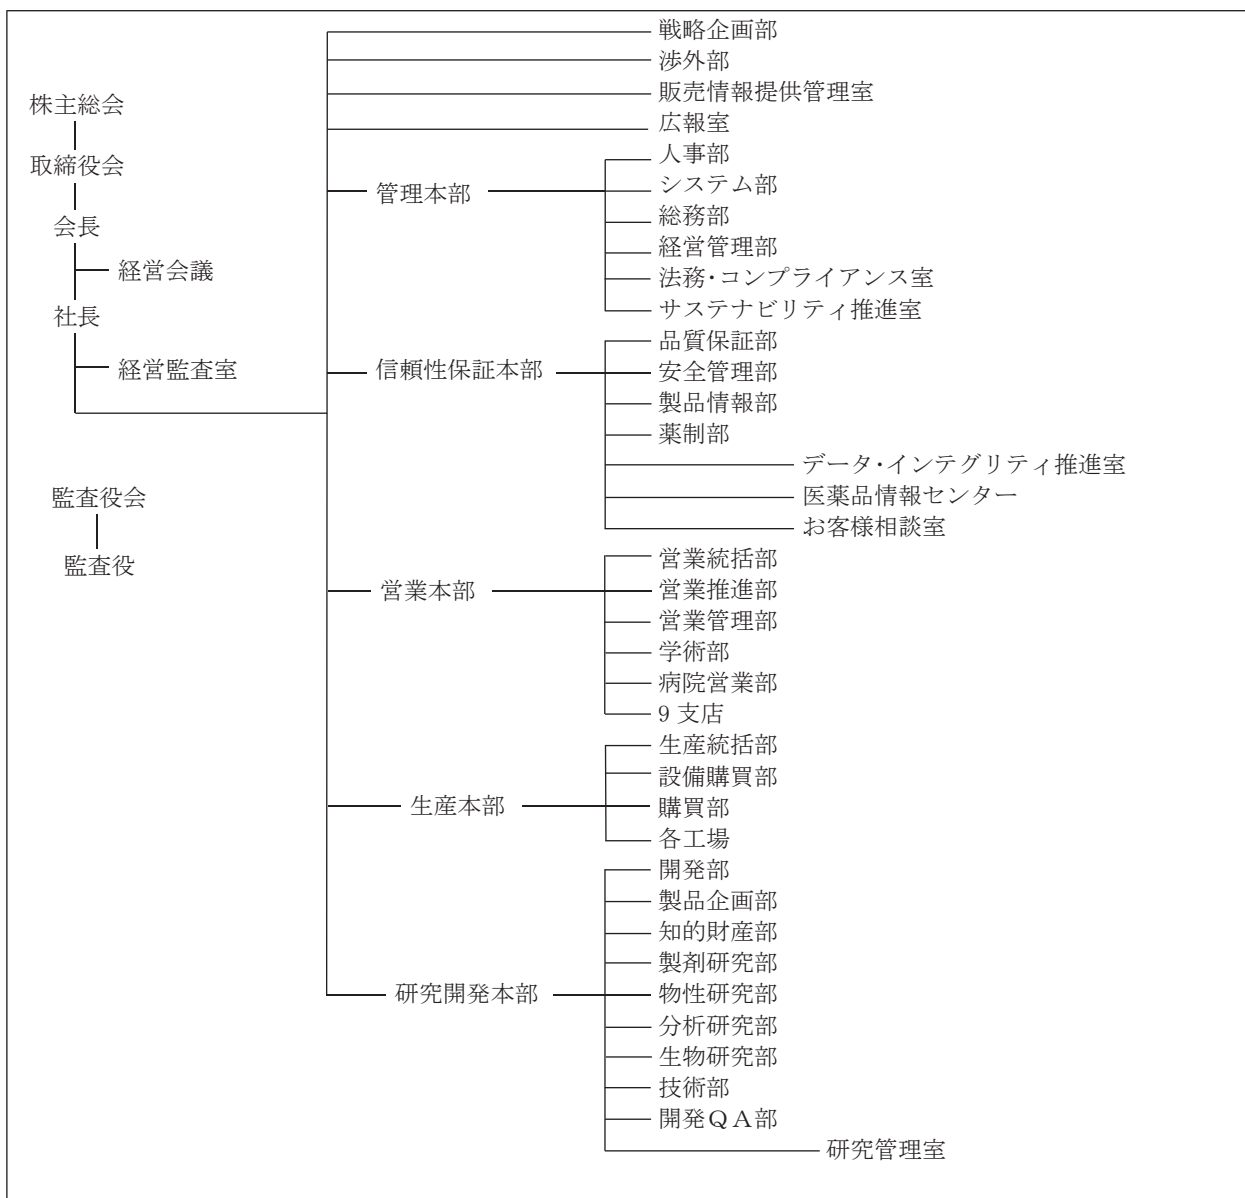 株主総会
取締役会
会長
経営会議
社長
経営監査室
監査役会
監査役
戦略企画部
渉外部
販売情報提供管理室
広報室
管理本部
人事部
システム部
総務部
経営管理部
法務・コンプライアンス室
サステナビリティ推進室
信頼性保証本部
品質保証部
安全管理部
製品情報部
薬制部
データ・インテグリティ推進室
医薬品情報センター
お客様相談室
営業本部
営業統括部
営業推進部
営業管理部
学術部
病院営業部
9 支店
生産本部
生産統括部
設備購買部
購買部
各工場
研究開発本部
開発部
製品企画部
知的財産部
製剤研究部
物性研究部
分析研究部
生物研究部
技術部
開発ＱＡ部
研究管理室